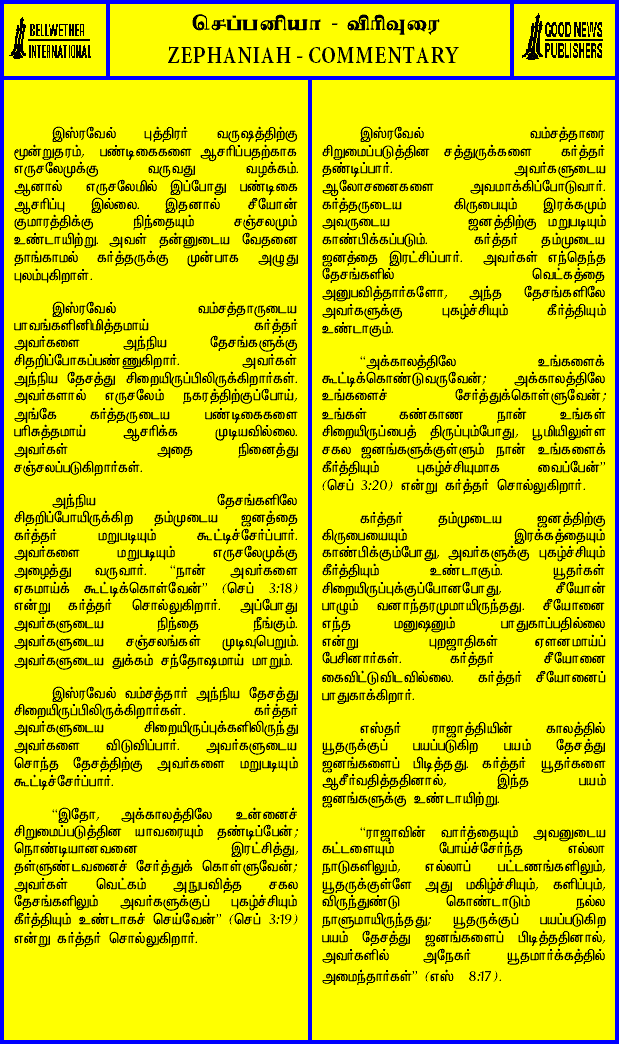 BELLWETHER
INTERNATIONAL
செப்பனியா - விரிவுரை
ZEPHANIAH - COMMENTARY
GOOD NEWS
PUBLISHERS
இஸ்ரவேல் புத்திரர் வருஷத்திற்கு
மூன்றுதரம், பண்டிகைகளை ஆசரிப்பதற்காக
எருசலேமுக்கு வருவது வழக்கம்.
ஆனால் எருசலேமில் இப்போது பண்டிகை
ஆசரிப்பு இல்லை. இதனால் சீயோன்
குமாரத்திக்கு நிந்தையும் சஞ்சலமும்
உண்டாயிற்று. அவள் தன்னுடைய வேதனை
தாங்காமல் கர்த்தருக்கு முன்பாக அழுது
புலம்புகிறாள்.
இஸ்ரவேல் வம்சத்தாருடைய
பாவங்களினிமித்தமாய் கர்த்தர்
அவர்களை அந்நிய தேசங்களுக்கு
சிதறிப்போகப்பண்ணுகிறார். அவர்கள்
அந்நிய தேசத்து சிறையிருப்பிலிருக்கிறார்கள்.
அவர்களால் எருசலேம் நகரத்திற்குப்போய்,
அங்கே கர்த்தருடைய பண்டிகைகளை
பரிசுத்தமாய் ஆசரிக்க முடியவில்லை.
அவர்கள் அதை நினைத்து
சஞ்சலப்படுகிறார்கள்.
அந்நிய தேசங்களிலே
சிதறிப்போயிருக்கிற தம்முடைய ஜனத்தை
கர்த்தர் மறுபடியும் கூட்டிச்சேர்ப்பார்.
அவர்களை மறுபடியும் எருசலேமுக்கு
அழைத்து வருவார். “நான் அவர்களை
ஏகமாய்க் கூட்டிக்கொள்வேன்” (செப் 3:18)
என்று கர்த்தர் சொல்லுகிறார். அப்போது
அவர்களுடைய நிந்தை நீங்கும்.
அவர்களுடைய சஞ்சலங்கள் முடிவுபெறும்.
அவர்களுடைய துக்கம் சந்தோஷமாய் மாறும்.
இஸ்ரவேல் வம்சத்தார் அந்நிய தேசத்து
சிறையிருப்பிலிருக்கிறார்கள். கர்த்தர்
அவர்களுடைய சிறையிருப்புக்களிலிருந்து
அவர்களை விடுவிப்பார். அவர்களுடைய
சொந்த தேசத்திற்கு அவர்களை மறுபடியும்
கூட்டிச்சேர்ப்பார்.
“இதோ, அக்காலத்திலே உன்னைச்
சிறுமைப்படுத்தின யாவரையும் தண்டிப்பேன்;
நொண்டியானவனை இரட்சித்து,
தள்ளுண்டவனைச் சேர்த்துக் கொள்ளுவேன்;
அவர்கள் வெட்கம் அநுபவித்த சகல
தேசங்களிலும் அவர்களுக்குப் புகழ்ச்சியும்
கீர்த்தியும் உண்டாகச் செய்வேன்” (செப் 3:19)
என்று கர்த்தர் சொல்லுகிறார்.
இஸ்ரவேல் வம்சத்தாரை
சிறுமைப்படுத்தின சத்துருக்களை கர்த்தர்
தண்டிப்பார். அவர்களுடைய
ஆலோசனைகளை அவமாக்கிப்போடுவார்.
கர்த்தருடைய கிருபையும் இரக்கமும்
அவருடைய ஜனத்திற்கு மறுபடியும்
காண்பிக்கப்படும். கர்த்தர் தம்முடைய
ஜனத்தை இரட்சிப்பார். அவர்கள் எந்தெந்த
தேசங்களில் வெட்கத்தை
அனுபவித்தார்களோ, அந்த தேசங்களிலே
அவர்களுக்கு புகழ்ச்சியும் கீர்த்தியும்
உண்டாகும்.
“அக்காலத்திலே உங்களைக்
கூட்டிக்கொண்டுவருவேன்; அக்காலத்திலே
உங்களைச் சேர்த்துக்கொள்ளுவேன்;
உங்கள் கண்காண நான் உங்கள்
சிறையிருப்பைத் திருப்பும்போது, பூமியிலுள்ள
சகல ஜனங்களுக்குள்ளும் நான் உங்களைக்
கீர்த்தியும் புகழ்ச்சியுமாக வைப்பேன்”
(செப் 3:20) என்று கர்த்தர் சொல்லுகிறார்.
கர்த்தர் தம்முடைய ஜனத்திற்கு
கிருபையையும் இரக்கத்தையும்
காண்பிக்கும்போது, அவர்களுக்கு புகழ்ச்சியும்
கீர்த்தியும் உண்டாகும். யூதர்கள்
சிறையிருப்புக்குப்போனபோது, சீயோன்
பாழும் வனாந்தரமுமாயிருந்தது. சீயோனை
எந்த மனுஷனும் பாதுகாப்பதில்லை
என்று புறஜாதிகள் ஏளனமாய்ப்
பேசினார்கள். கர்த்தர் சீயோனை
கைவிட்டுவிடவில்லை. கர்த்தர் சீயோனைப்
பாதுகாக்கிறார்.
எஸ்தர் ராஜாத்தியின் காலத்தில்
யூதருக்குப் பயப்படுகிற பயம் தேசத்து
ஜனங்களைப் பிடித்தது. கர்த்தர் யூதர்களை
ஆசீர்வதித்ததினால், இந்த பயம்
ஜனங்களுக்கு உண்டாயிற்று.
“ராஜாவின் வார்த்தையும் அவனுடைய
கட்டளையும் போய்ச்சேர்ந்த எல்லா
நாடுகளிலும், எல்லாப் பட்டணங்களிலும்,
யூதருக்குள்ளே அது மகிழ்ச்சியும், களிப்பும்,
விருந்துண்டு கொண்டாடும் நல்ல
நாளுமாயிருந்தது; யூதருக்குப் பயப்படுகிற
பயம் தேசத்து ஜனங்களைப் பிடித்ததினால்,
அவர்களில் அநேகர் யூதமார்க்கத்தில்
அமைந்தார்கள்” (எஸ் 8:17).